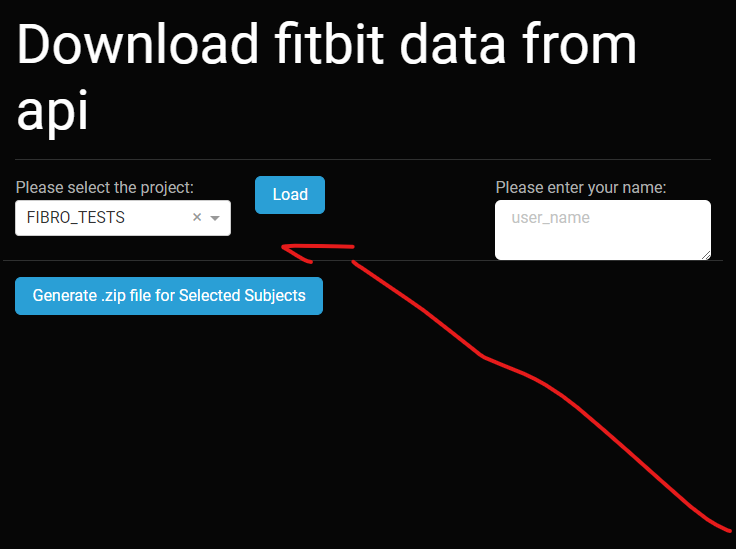 Download fitbit data from
api
Please select the project:
Load
Please enter your name:
FIBRO_TESTS
user_name
Generate .zip file for Selected Subjects